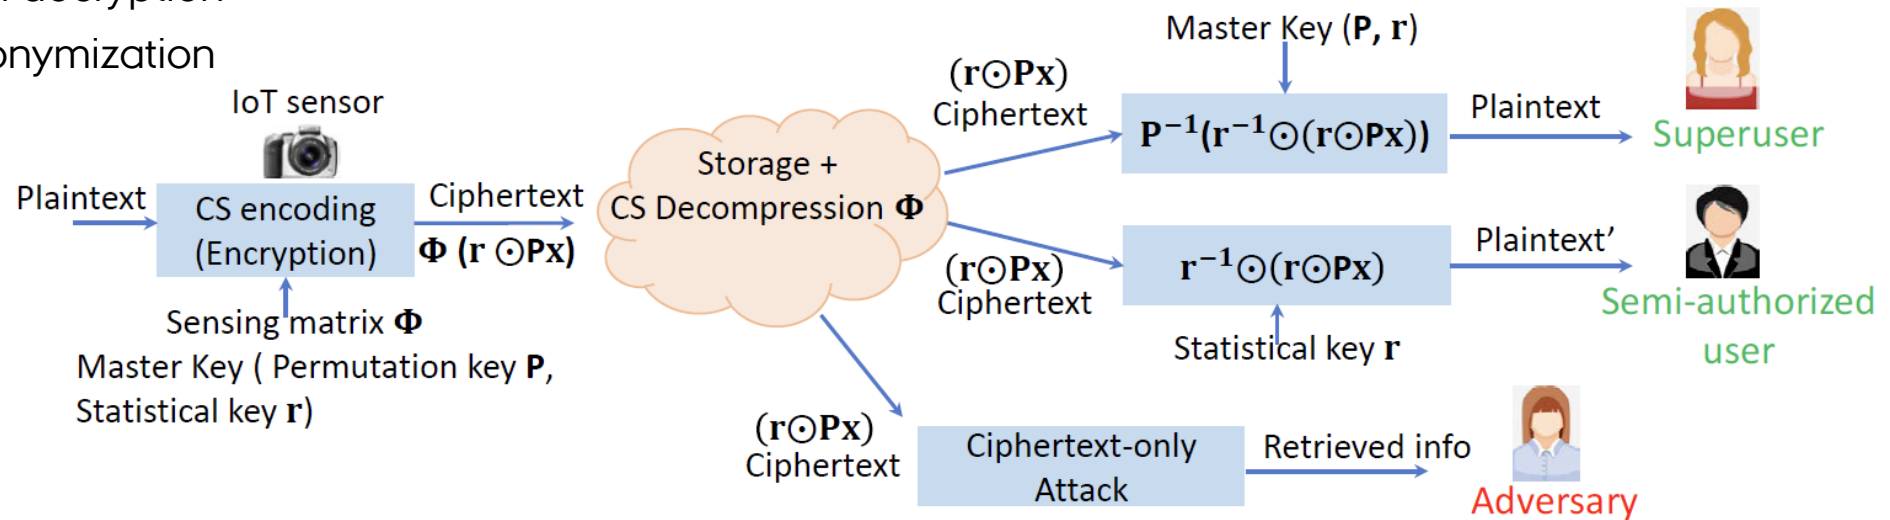 onymization
IoT sensor
Plaintext
CS encoding
(Encryption)
Ciphertext
Φ (r ⊙Px)
Sensing matrix Φ
Master Key ( Permutation key P,
Statistical key r)
Storage +
CS Decompression Φ
(r⊙Px)
Ciphertext
Master Key (P, r)
P⁻¹(r⁻¹⊙(r⊙Px))
Plaintext
Superuser
(r⊙Px)
Ciphertext
r⁻¹⊙(r⊙Px)
Statistical key r
Plaintext’
Semi-authorized
user
(r⊙Px)
Ciphertext
Ciphertext-only
Attack
Retrieved info
Adversary